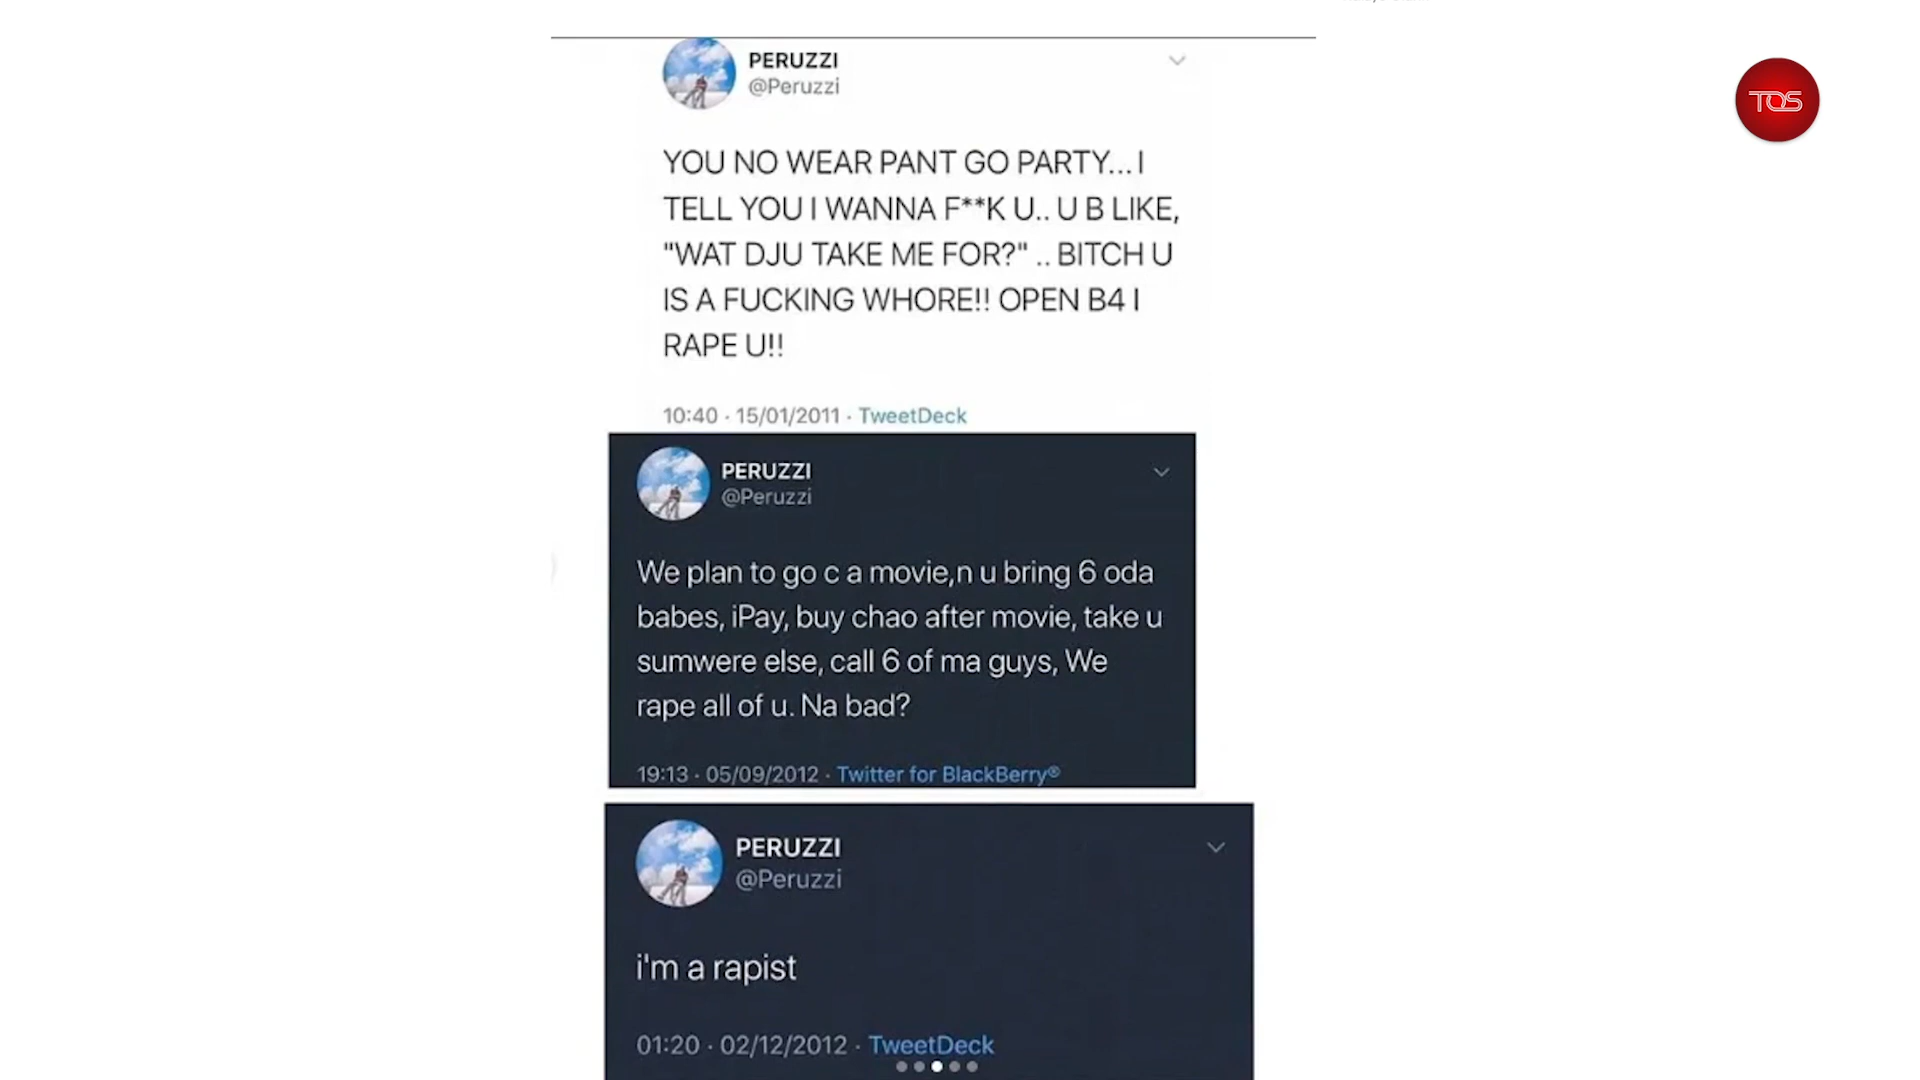 PERUZZI
@Peruzzi
TOS
YOU NO WEAR PANT GO PARTY...I
TELL YOU I WANNA F**K U.. U B LIKE,
"WAT DJU TAKE ME FOR?" .. BITCH U
IS A FUCKING WHORE!! OPEN B4 I
RAPE U!!
10:40 · 15/01/2011 · TweetDeck
PERUZZI
@Peruzzi
We plan to go c a movie,n u bring 6 oda
babes, iPay, buy chao after movie, take u
sumwere else, call 6 of ma guys, We
rape all of u. Na bad?
19:13 · 05/09/2012 · Twitter for BlackBerry®
PERUZZI
@Peruzzi
i'm a rapist
01:20 · 02/12/2012 · TweetDeck